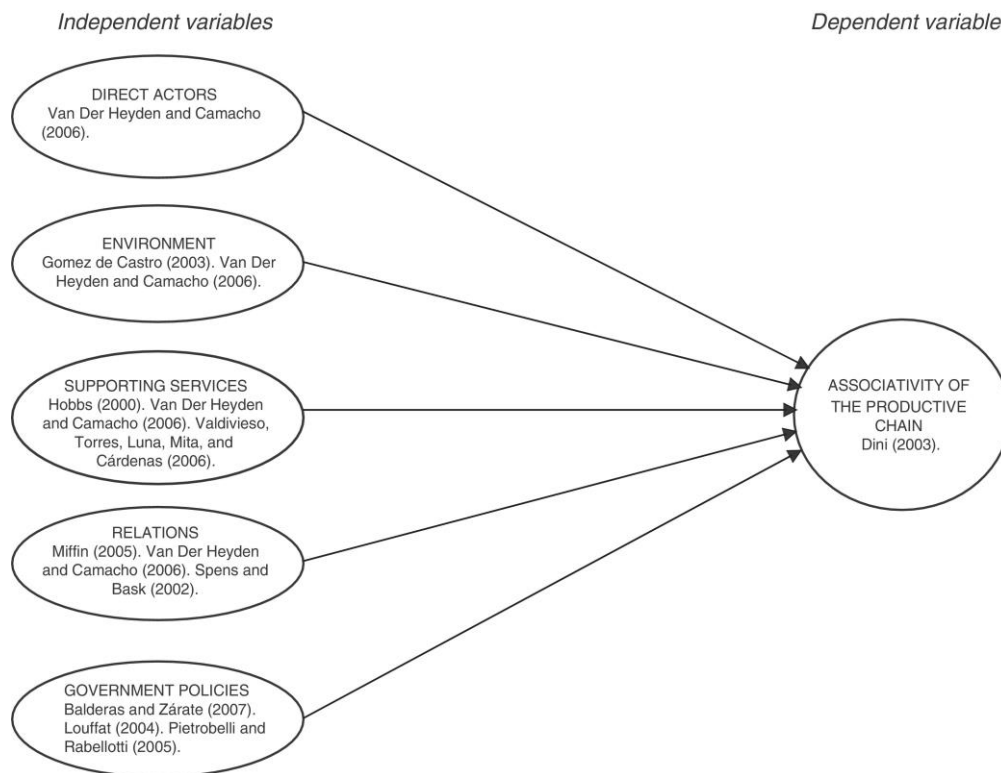 Independent variables
Dependent variable
DIRECT ACTORS
Van Der Heyden and Camacho
(2006).
ENVIRONMENT
Gomez de Castro (2003). Van Der
Heyden and Camacho (2006).
SUPPORTING SERVICES
Hobbs (2000). Van Der Heyden
and Camacho (2006). Valdivieso,
Torres, Luna, Mita, and
Cárdenas (2006).
RELATIONS
Miffin (2005). Van Der Heyden
and Camacho (2006). Spens and
Bask (2002).
GOVERNMENT POLICIES
Balderas and Zárate (2007).
Louffat (2004). Pietrobelli and
Rabellotti (2005).
ASSOCIATIVITY OF
THE PRODUCTIVE
CHAIN
Dini (2003).